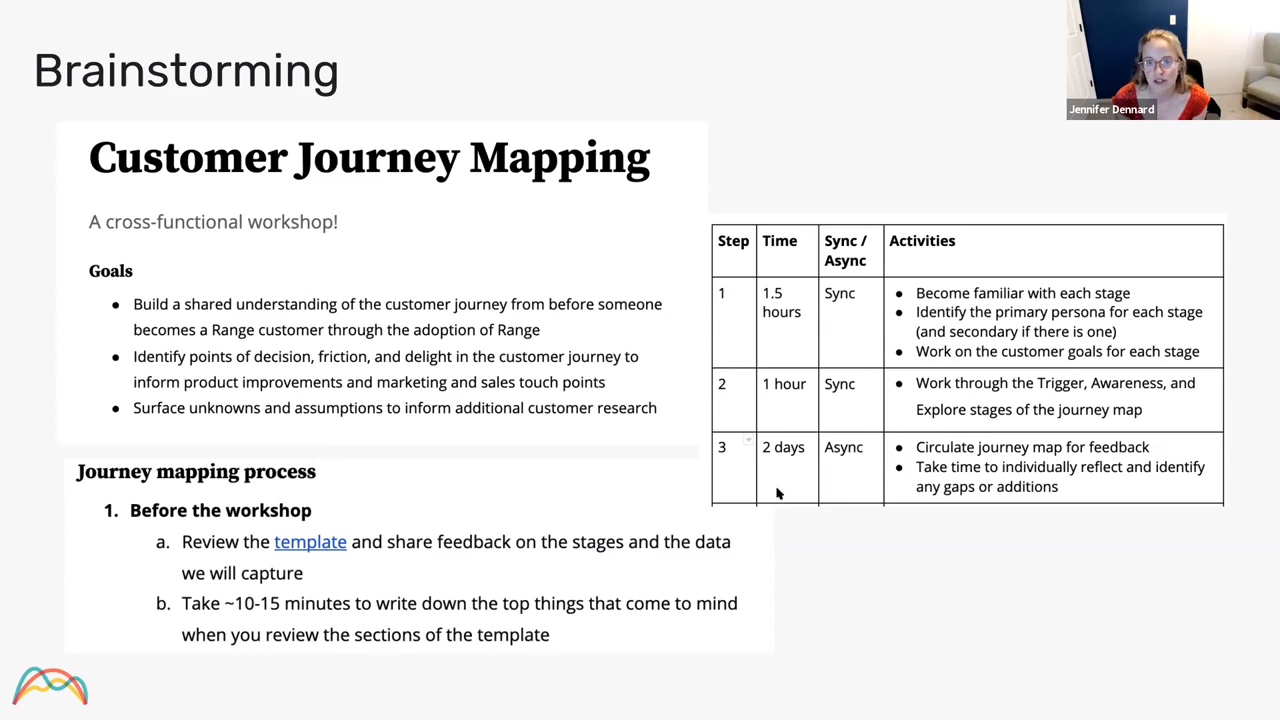 Brainstorming
Jennifer Dennard
Customer Journey Mapping
A cross-functional workshop!
Goals
● Build a shared understanding of the customer journey from before someone
becomes a Range customer through the adoption of Range
● Identify points of decision, friction, and delight in the customer journey to
inform product improvements and marketing and sales touch points
● Surface unknowns and assumptions to inform additional customer research
Journey mapping process
1. Before the workshop
a. Review the template and share feedback on the stages and the data
we will capture
b. Take ~10-15 minutes to write down the top things that come to mind
when you review the sections of the template
Step Time Sync / Activities
Async
1 1.5 Sync ● Become familiar with each stage
hours ● Identify the primary persona for each stage
(and secondary if there is one)
● Work on the customer goals for each stage
2 1 hour Sync ● Work through the Trigger, Awareness, and
Explore stages of the journey map
3 2 days Async ● Circulate journey map for feedback
● Take time to individually reflect and identify
any gaps or additions